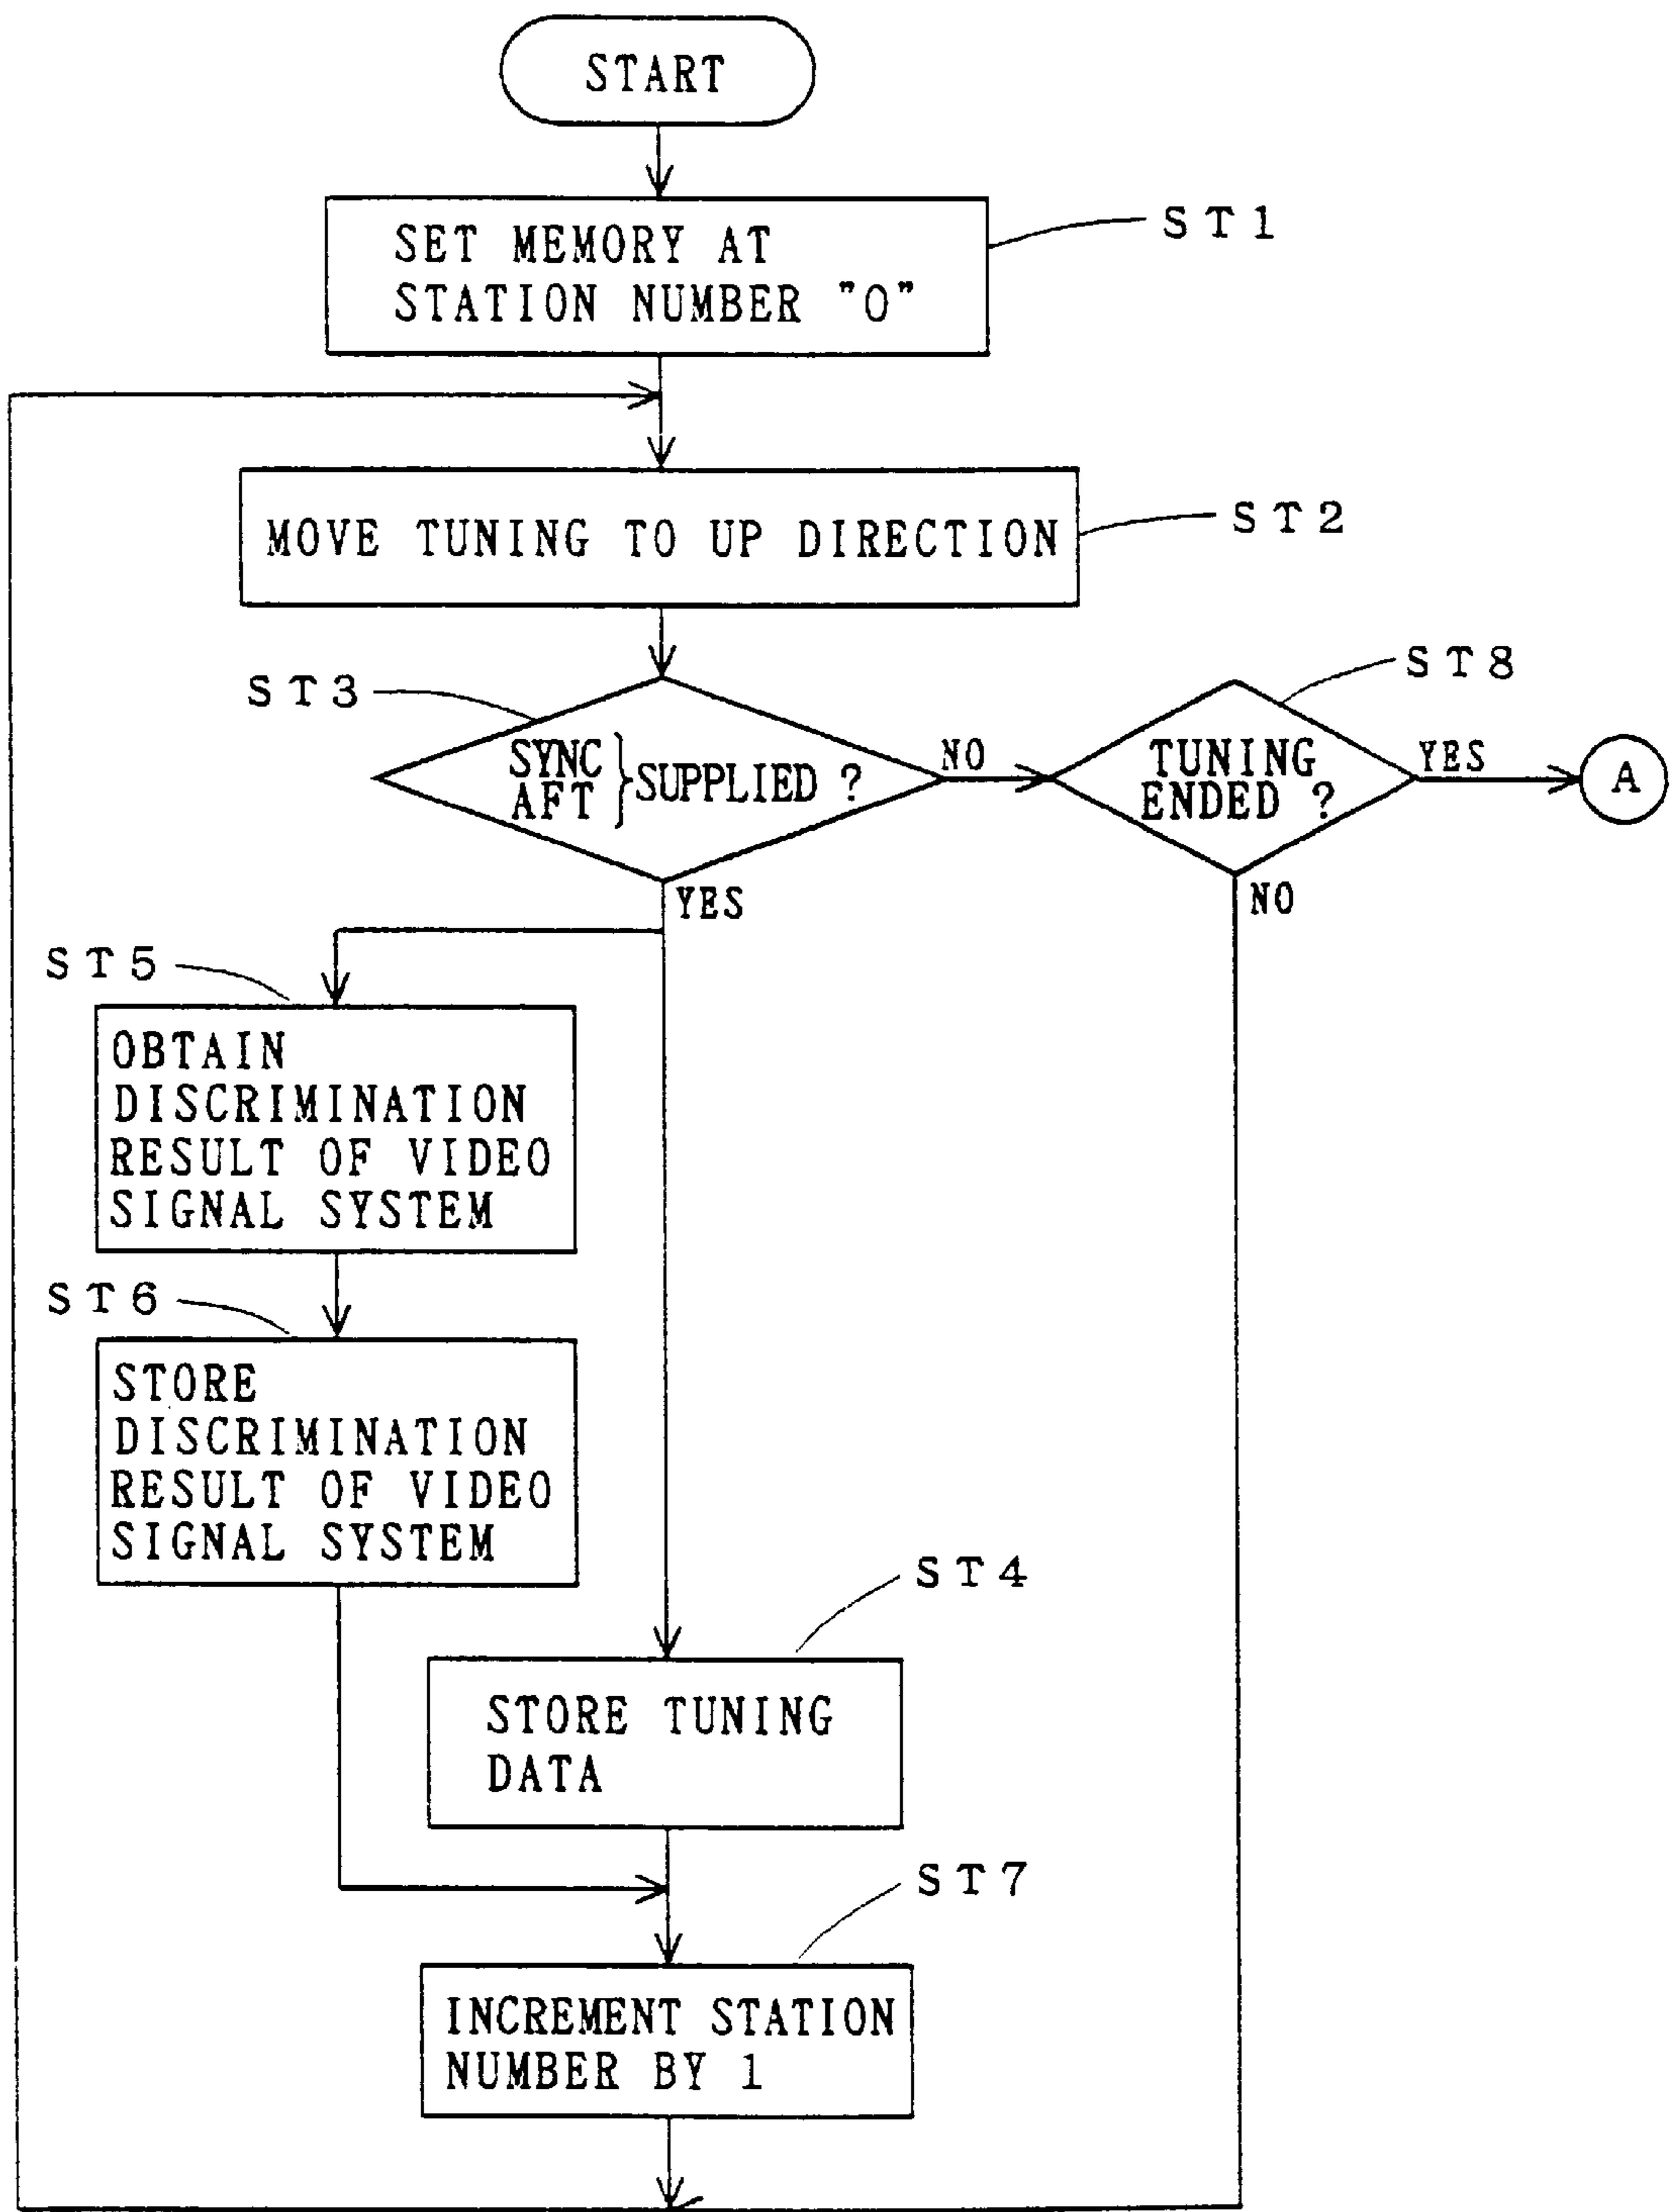 START
SET MEMORY AT
STATION NUMBER "0"
ST1
MOVE TUNING TO UP DIRECTION
ST2
ST3
SYNC
AFT
SUPPLIED ?
NO
YES
ST8
TUNING
ENDED ?
YES
A
NO
ST5
OBTAIN
DISCRIMINATION
RESULT OF VIDEO
SIGNAL SYSTEM
ST6
STORE
DISCRIMINATION
RESULT OF VIDEO
SIGNAL SYSTEM
ST4
STORE TUNING
DATA
ST7
INCREMENT STATION
NUMBER BY 1